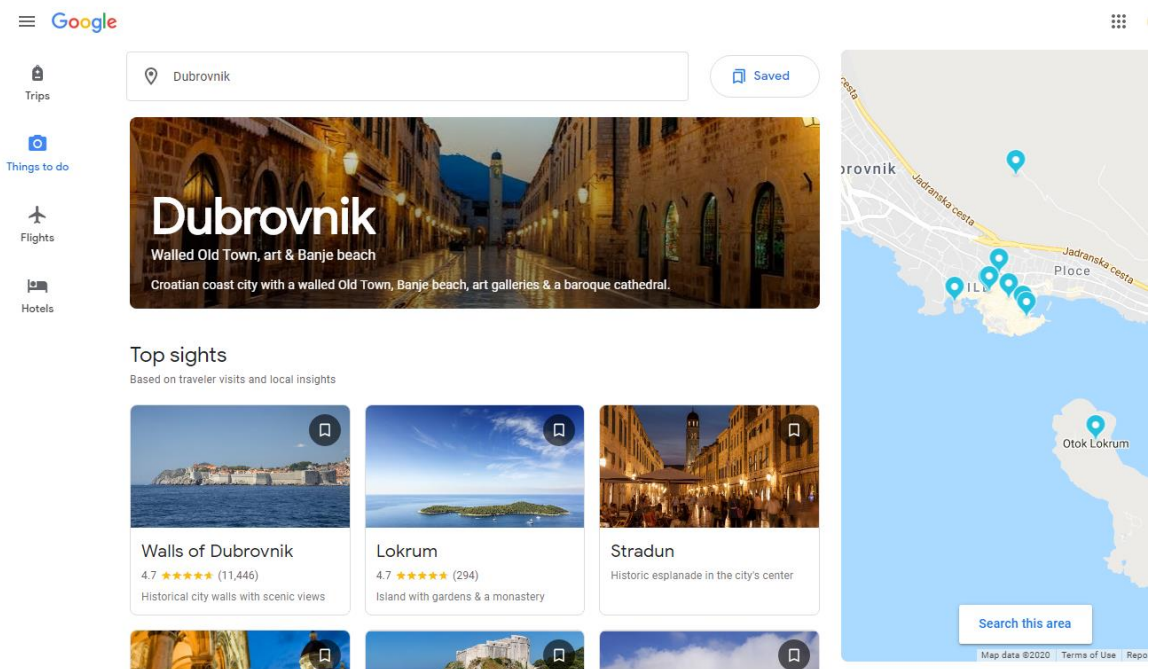 Google
Trips
Things to do
Flights
Hotels
Dubrovnik
Saved
Dubrovnik
Walled Old Town, art & Banje beach
Croatian coast city with a walled Old Town, Banje beach, art galleries & a baroque cathedral.
Top sights
Based on traveler visits and local insights
Walls of Dubrovnik
4.7 (11,446)
Historical city walls with scenic views
Lokrum
4.7 (294)
Island with gardens & a monastery
Stradun
Historic esplanade in the city's center
cesta
brovnik
Jadranska cesta
Jadranska cesta
Ploce
Otok Lokrum
Search this area
Map data ©2020 Terms of Use Repo